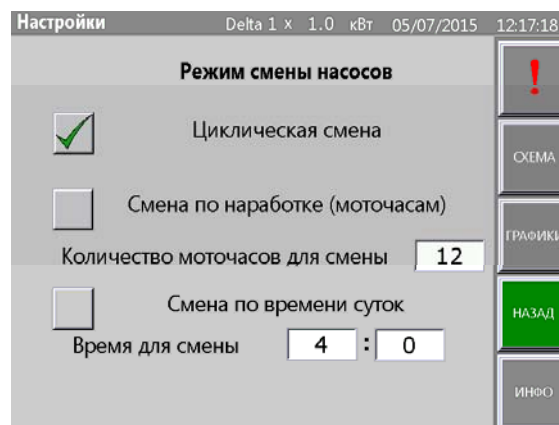 Настройки Delta 1 x 1.0 кВт 05/07/2015 12:17:18
Режим смены насосов
!
Циклическая смена
СХЕМА
Смена по наработке (моточасам)
ГРАФИКИ
Количество моточасов для смены 12
Смена по времени суток
НАЗАД
Время для смены 4 : 0
ИНФО